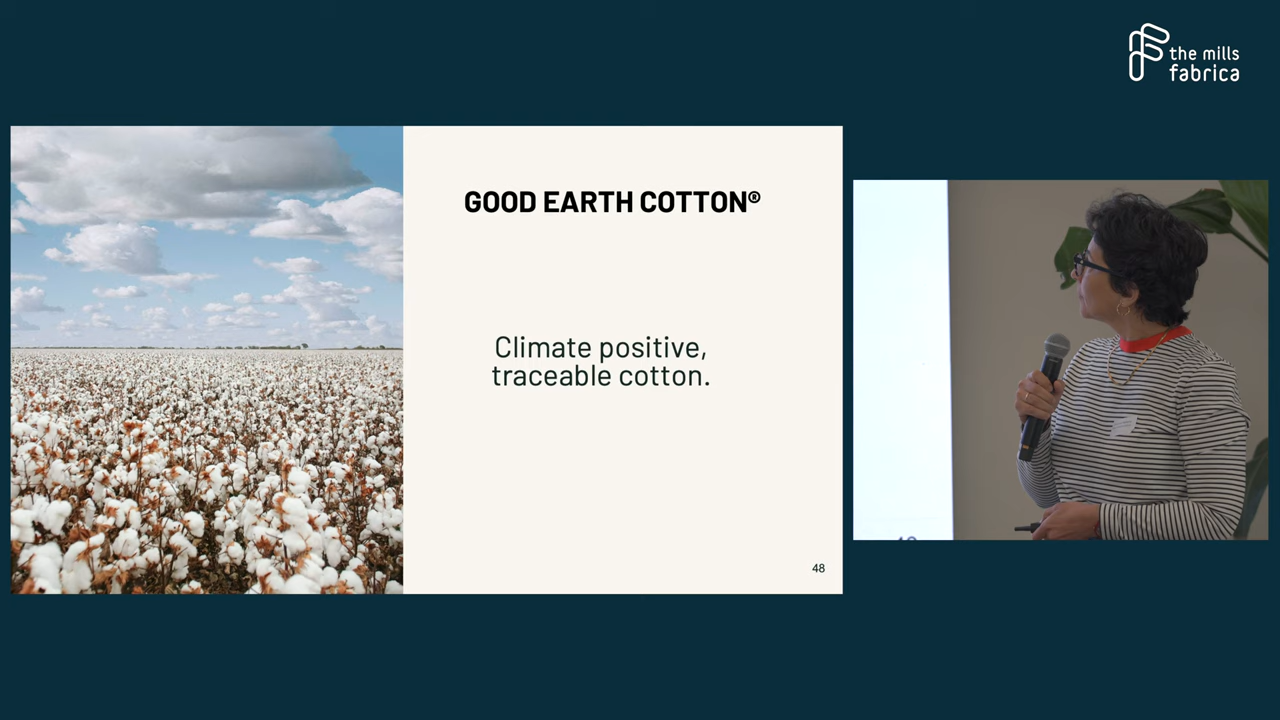 the mills
fabrica
GOOD EARTH COTTON®
Climate positive,
traceable cotton.
48